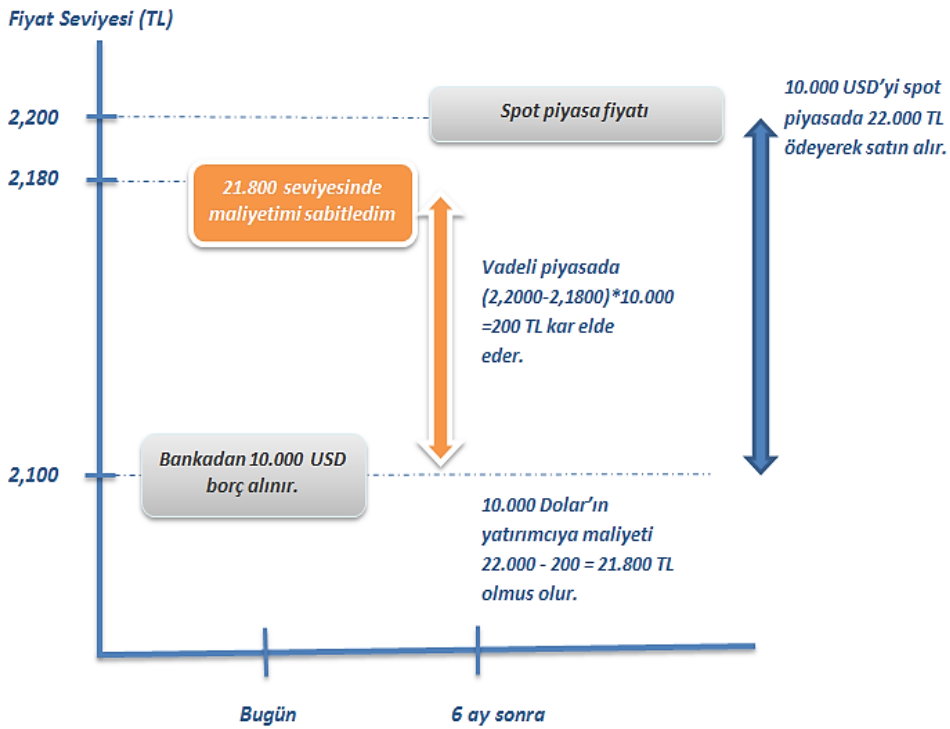 Fiyat Seviyesi (TL)
2,200
2,180
2,100
Spot piyasa fiyatı
10.000 USD’yi spot
piyasada 22.000 TL
ödeyerek satın alır.
21.800 seviyesinde
maliyetimi sabitledim
Vadeli piyasada
(2,2000-2,1800)*10.000
=200 TL kar elde
eder.
Bankadan 10.000 USD
borç alınır.
10.000 Dolar’ın
yatırımcıya maliyeti
22.000 - 200 = 21.800 TL
olmus olur.
Bugün
6 ay sonra